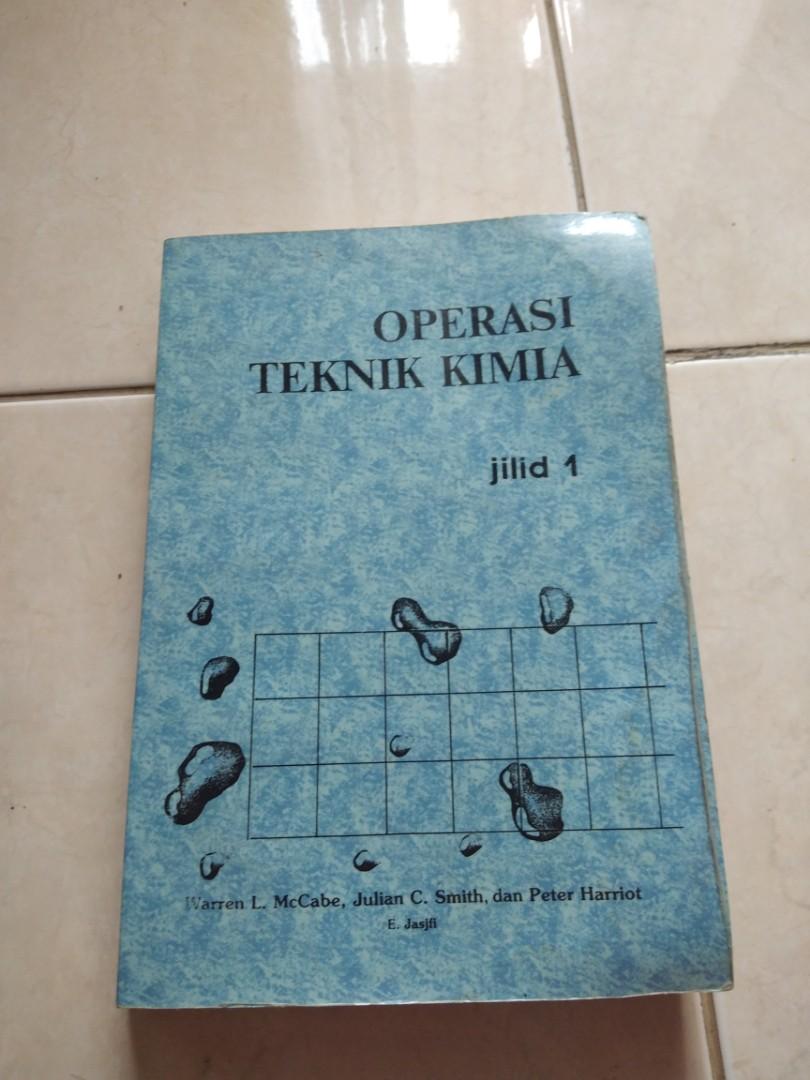 OPERASI
TEKNIK KIMIA
jilid 1
Warren L. McCabe, Julian C. Smith, dan Peter Harriot
E. Jasjfi